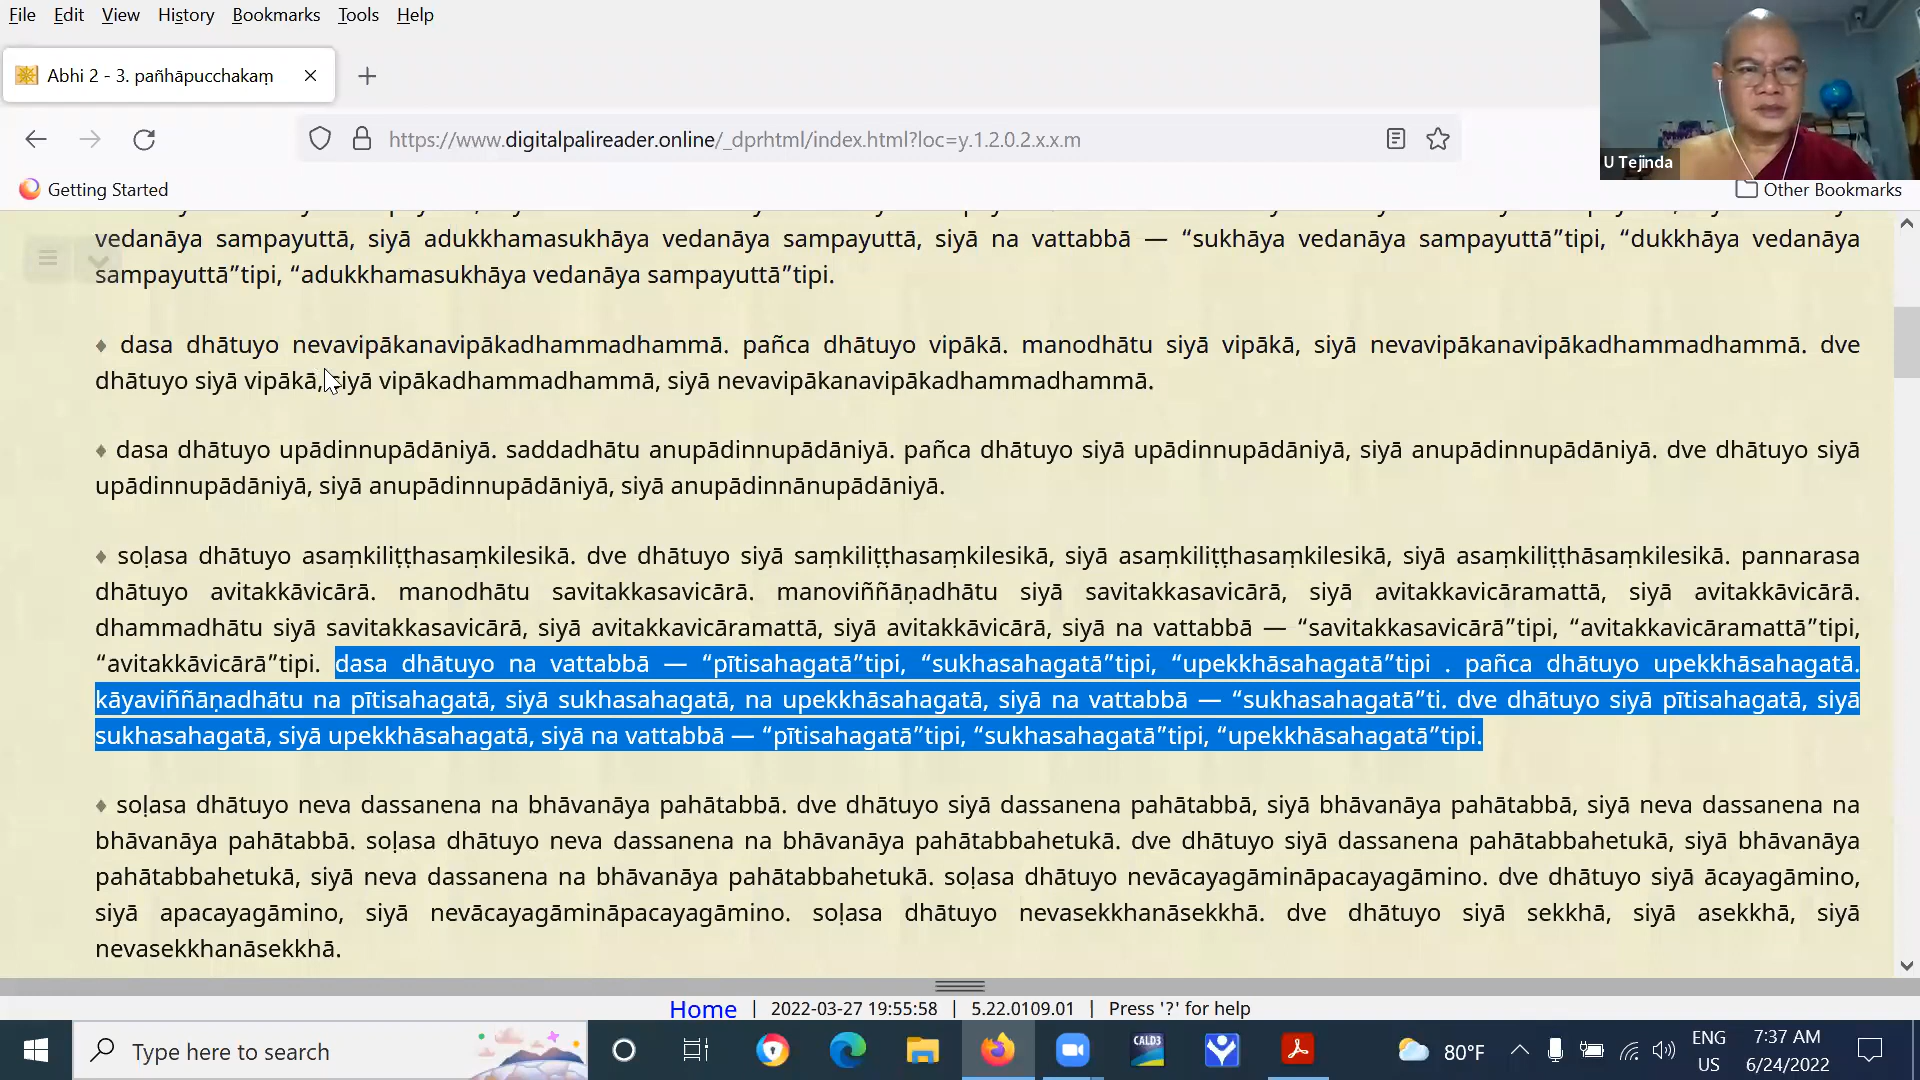 File Edit View History Bookmarks Tools Help
Abhi 2 - 3. pañhāpucchakaṃ
https://www.digitalpalireader.online/_dprhtml/index.html?loc=y.1.2.0.2.x.x.m
U Tejinda
Getting Started
Other Bookmarks
vedanāya sampayuttā, siyā adukkhamasukhāya vedanāya sampayuttā, siyā na vattabbā — “sukhāya vedanāya sampayuttā”tipi, “dukkhāya vedanāya
sampayuttā”tipi, “adukkhamasukhāya vedanāya sampayuttā”tipi.
♦ dasa dhātuyo nevavipākanavipākadhammadhammā. pañca dhātuyo vipākā. manodhātu siyā vipākā, siyā nevavipākanavipākadhammadhammā. dve
dhātuyo siyā vipākā, siyā vipākadhammadhammā, siyā nevavipākanavipākadhammadhammā.
♦ dasa dhātuyo upādinnupādāniyā. saddadhātu anupādinnupādāniyā. pañca dhātuyo siyā upādinnupādāniyā, siyā anupādinnupādāniyā. dve dhātuyo siyā
upādinnupādāniyā, siyā anupādinnupādāniyā, siyā anupādinnānupādāniyā.
♦ soḷasa dhātuyo asaṃkiliṭṭhasaṃkilesikā. dve dhātuyo siyā saṃkiliṭṭhasaṃkilesikā, siyā asaṃkiliṭṭhasaṃkilesikā, siyā asaṃkiliṭṭhāsaṃkilesikā. pannarasa
dhātuyo avitakkāvicārā. manodhātu savitakkasavicārā. manoviññāṇadhātu siyā savitakkasavicārā, siyā avitakkāvicāramattā, siyā avitakkāvicārā.
dhammadhātu siyā savitakkasavicārā, siyā avitakkavicāramattā, siyā avitakkāvicārā, siyā na vattabbā — “savitakkasavicārā”tipi, “avitakkavicāramattā”tipi,
“avitakkāvicārā”tipi. dasa dhātuyo na vattabbā — “pītisahagatā”tipi, “sukhasahagatā”tipi, “upekkhāsahagatā”tipi . pañca dhātuyo upekkhāsahagatā.
kāyaviññāṇadhātu na pītisahagatā, siyā sukhasahagatā, na upekkhāsahagatā, siyā na vattabbā — “sukhasahagatā”ti. dve dhātuyo siyā pītisahagatā, siyā
sukhasahagatā, siyā upekkhāsahagatā, siyā na vattabbā — “pītisahagatā”tipi, “sukhasahagatā”tipi, “upekkhāsahagatā”tipi.
♦ soḷasa dhātuyo neva dassanena na bhāvanāya pahātabbā. dve dhātuyo siyā dassanena pahātabbā, siyā bhāvanāya pahātabbā, siyā neva dassanena na
bhāvanāya pahātabbā. soḷasa dhātuyo neva dassanena na bhāvanāya pahātabbahetukā. dve dhātuyo siyā dassanena pahātabbahetukā, siyā bhāvanāya
pahātabbahetukā, siyā neva dassanena na bhāvanāya pahātabbahetukā. soḷasa dhātuyo nevācayagāmināpacayagāmino. dve dhātuyo siyā ācayagāmino,
siyā apacayagāmino, siyā nevācayagāmināpacayagāmino. soḷasa dhātuyo nevasekkhanāsekkhā. dve dhātuyo siyā sekkhā, siyā asekkhā, siyā
nevasekkhanāsekkhā.
Home | 2022-03-27 19:55:58 | 5.22.0109.01 | Press '?' for help
Type here to search
CALD3
80°F
ENG
US
7:37 AM
6/24/2022